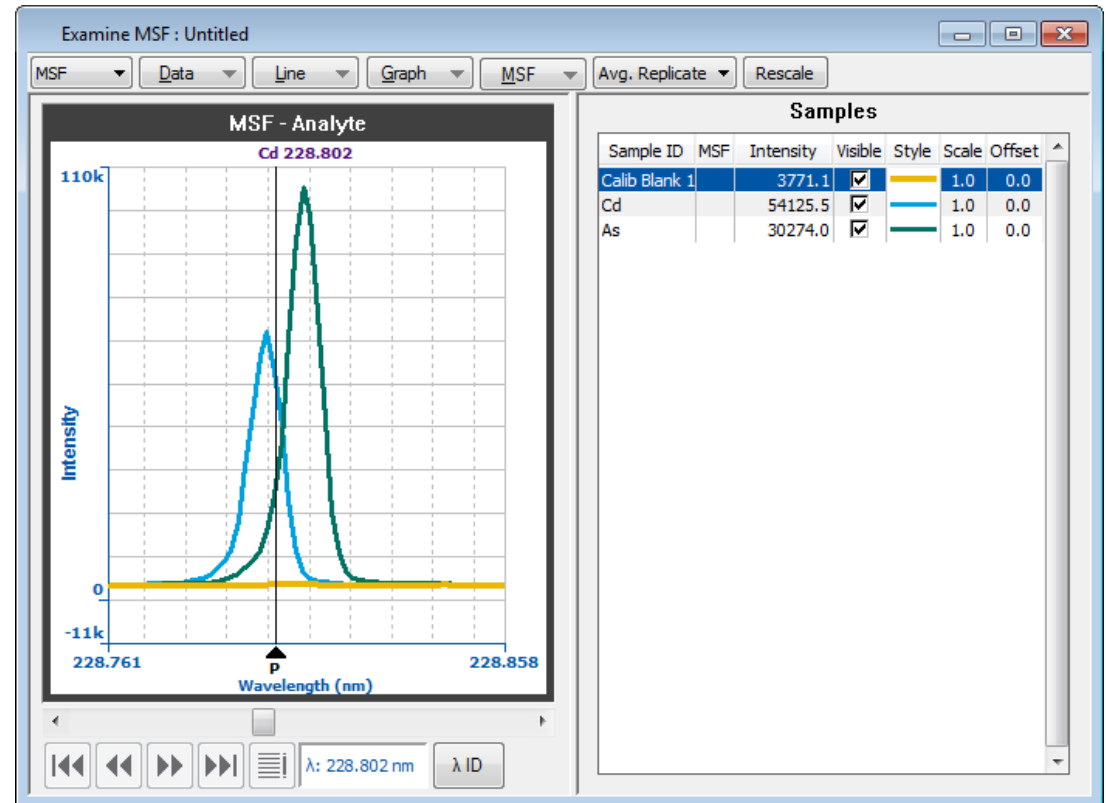 Examine MSF : Untitled
MSF Data Line Graph MSF Avg. Replicate Rescale
MSF - Analyte
Cd 228.802
110k
Intensity
0
-11k
228.761 P 228.858
Wavelength (nm)
λ: 228.802 nm λ ID
Samples
Sample ID MSF Intensity Visible Style Scale Offset
Calib Blank 1 3771.1 1.0 0.0
Cd 54125.5 1.0 0.0
As 30274.0 1.0 0.0